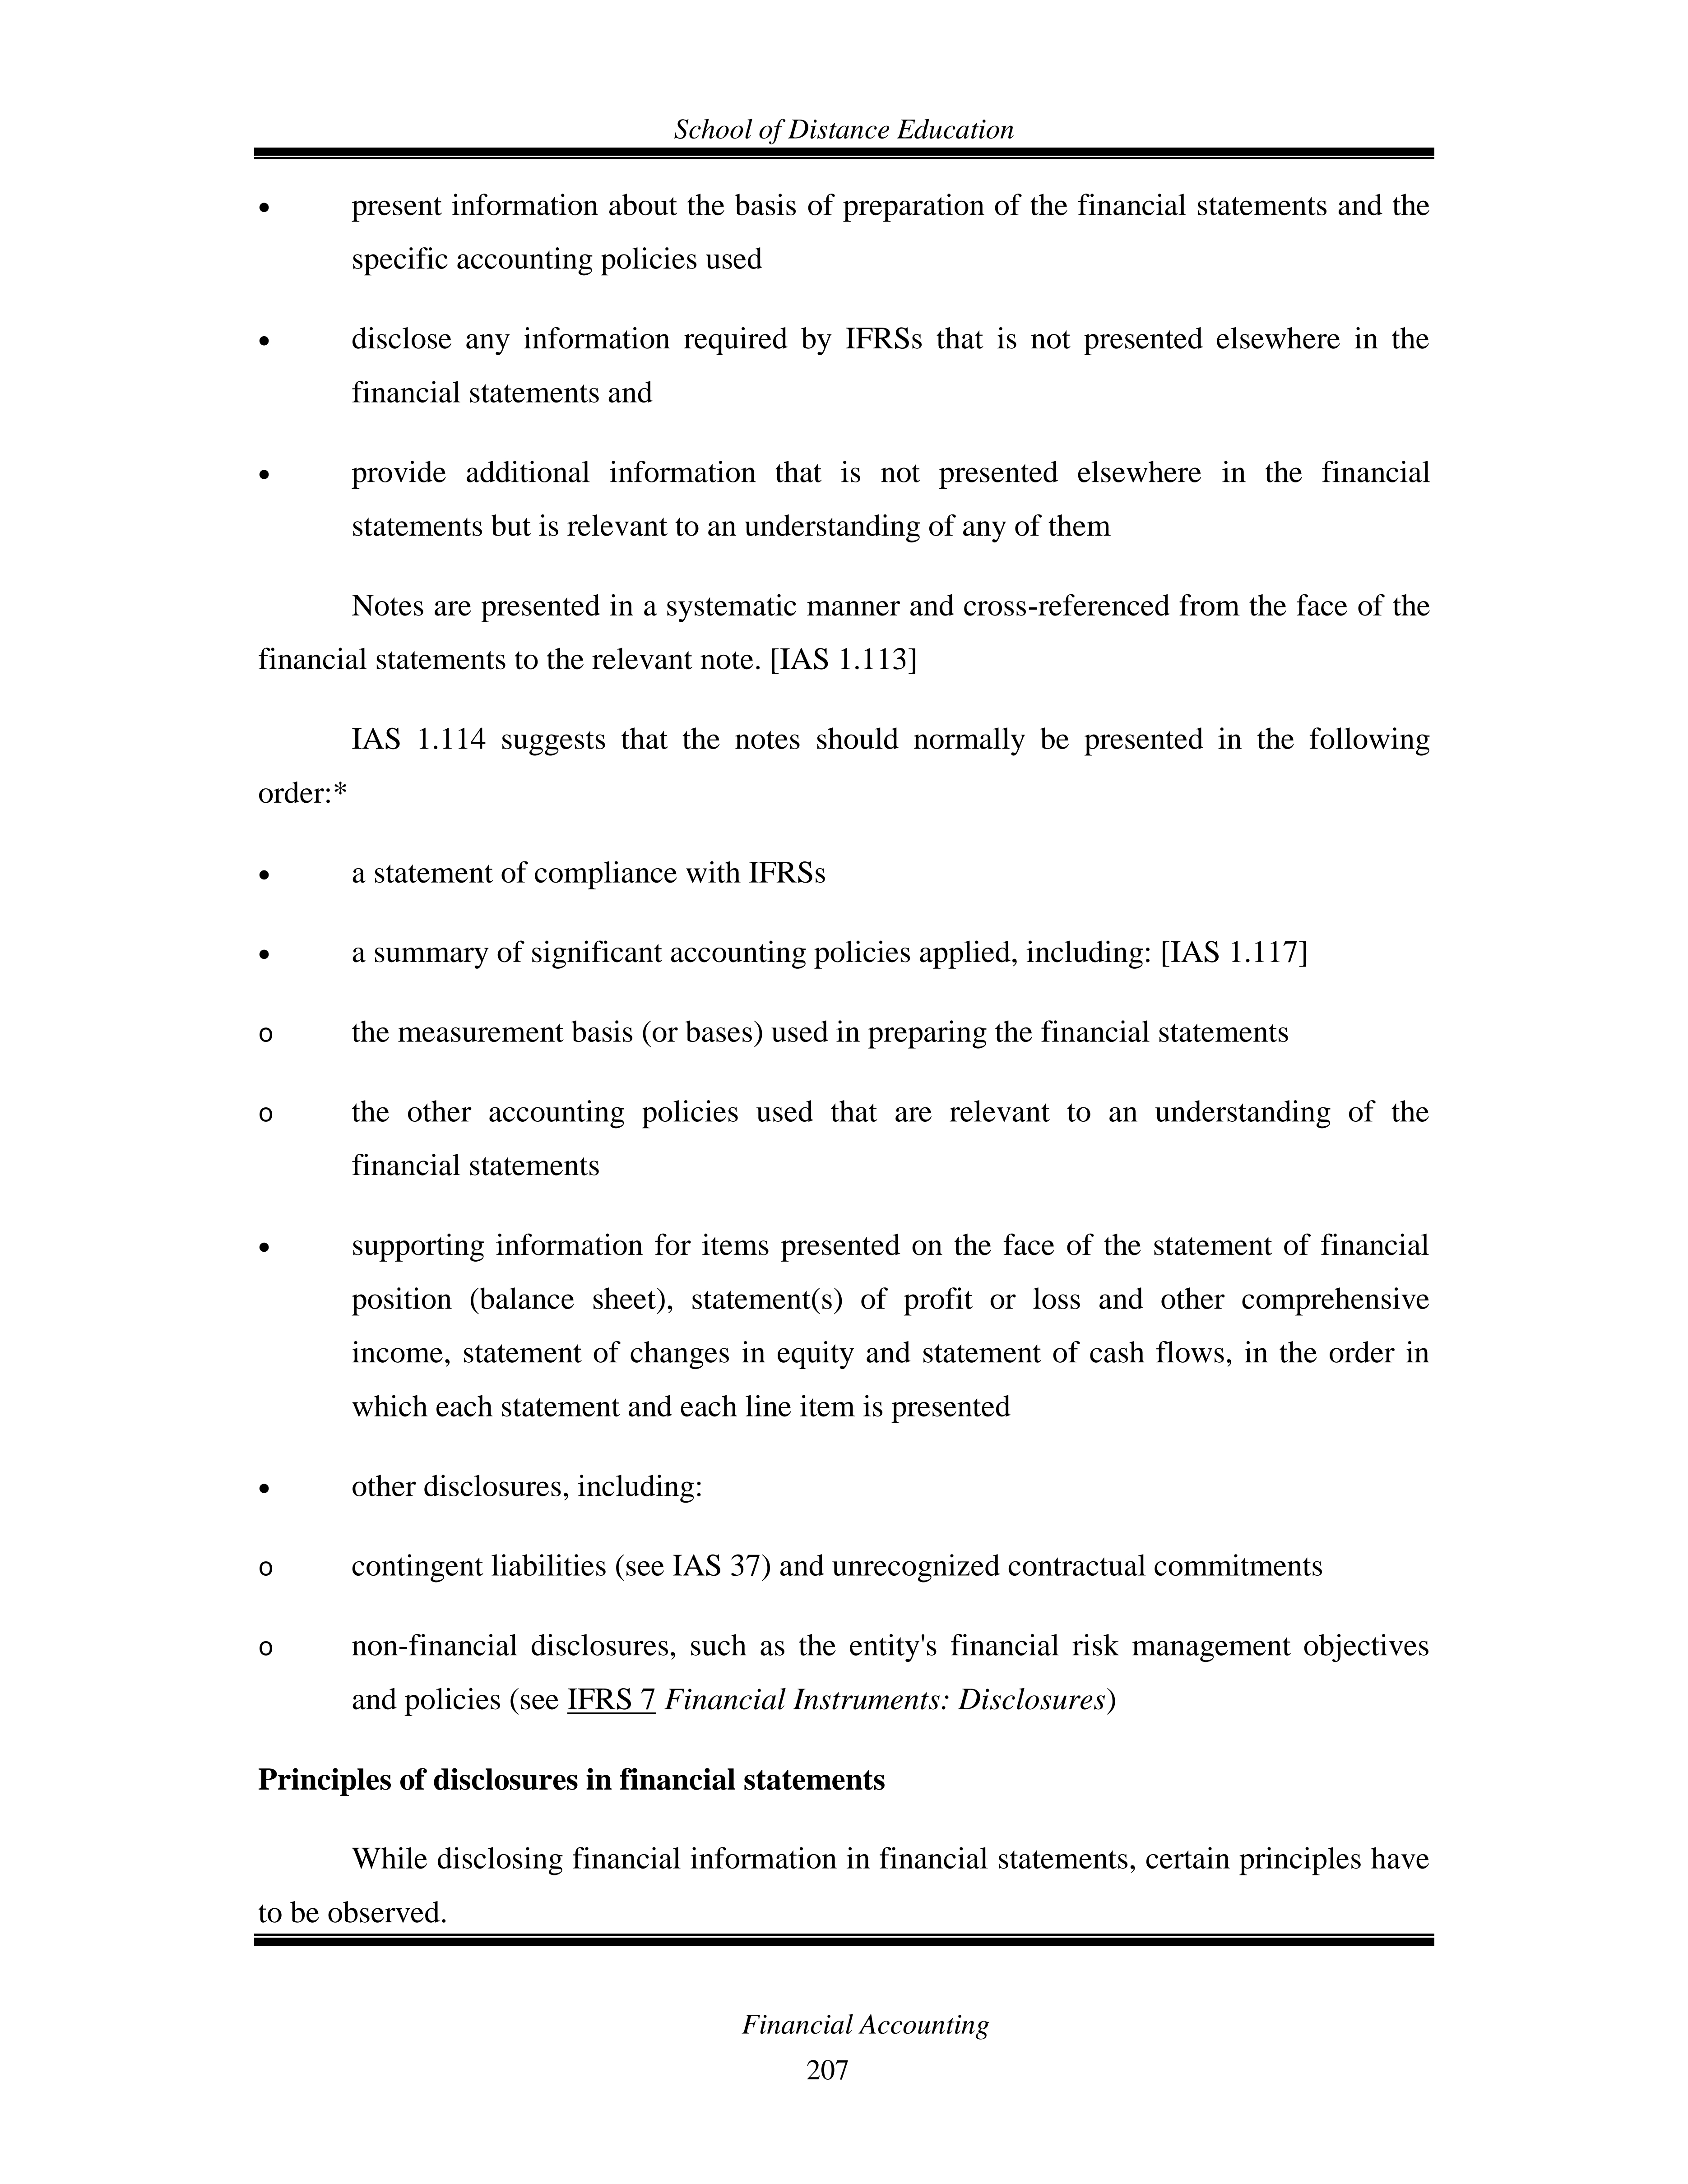 School of Distance Education
• present information about the basis of preparation of the financial statements and the
specific accounting policies used
• disclose any information required by IFRSs that is not presented elsewhere in the
financial statements and
• provide additional information that is not presented elsewhere in the financial
statements but is relevant to an understanding of any of them
Notes are presented in a systematic manner and cross-referenced from the face of the
financial statements to the relevant note. [IAS 1.113]
IAS 1.114 suggests that the notes should normally be presented in the following
order:*
• a statement of compliance with IFRSs
• a summary of significant accounting policies applied, including: [IAS 1.117]
o the measurement basis (or bases) used in preparing the financial statements
o the other accounting policies used that are relevant to an understanding of the
financial statements
• supporting information for items presented on the face of the statement of financial
position (balance sheet), statement(s) of profit or loss and other comprehensive
income, statement of changes in equity and statement of cash flows, in the order in
which each statement and each line item is presented
• other disclosures, including:
o contingent liabilities (see IAS 37) and unrecognized contractual commitments
o non-financial disclosures, such as the entity's financial risk management objectives
and policies (see IFRS 7 Financial Instruments: Disclosures)
Principles of disclosures in financial statements
While disclosing financial information in financial statements, certain principles have
to be observed.
Financial Accounting
207